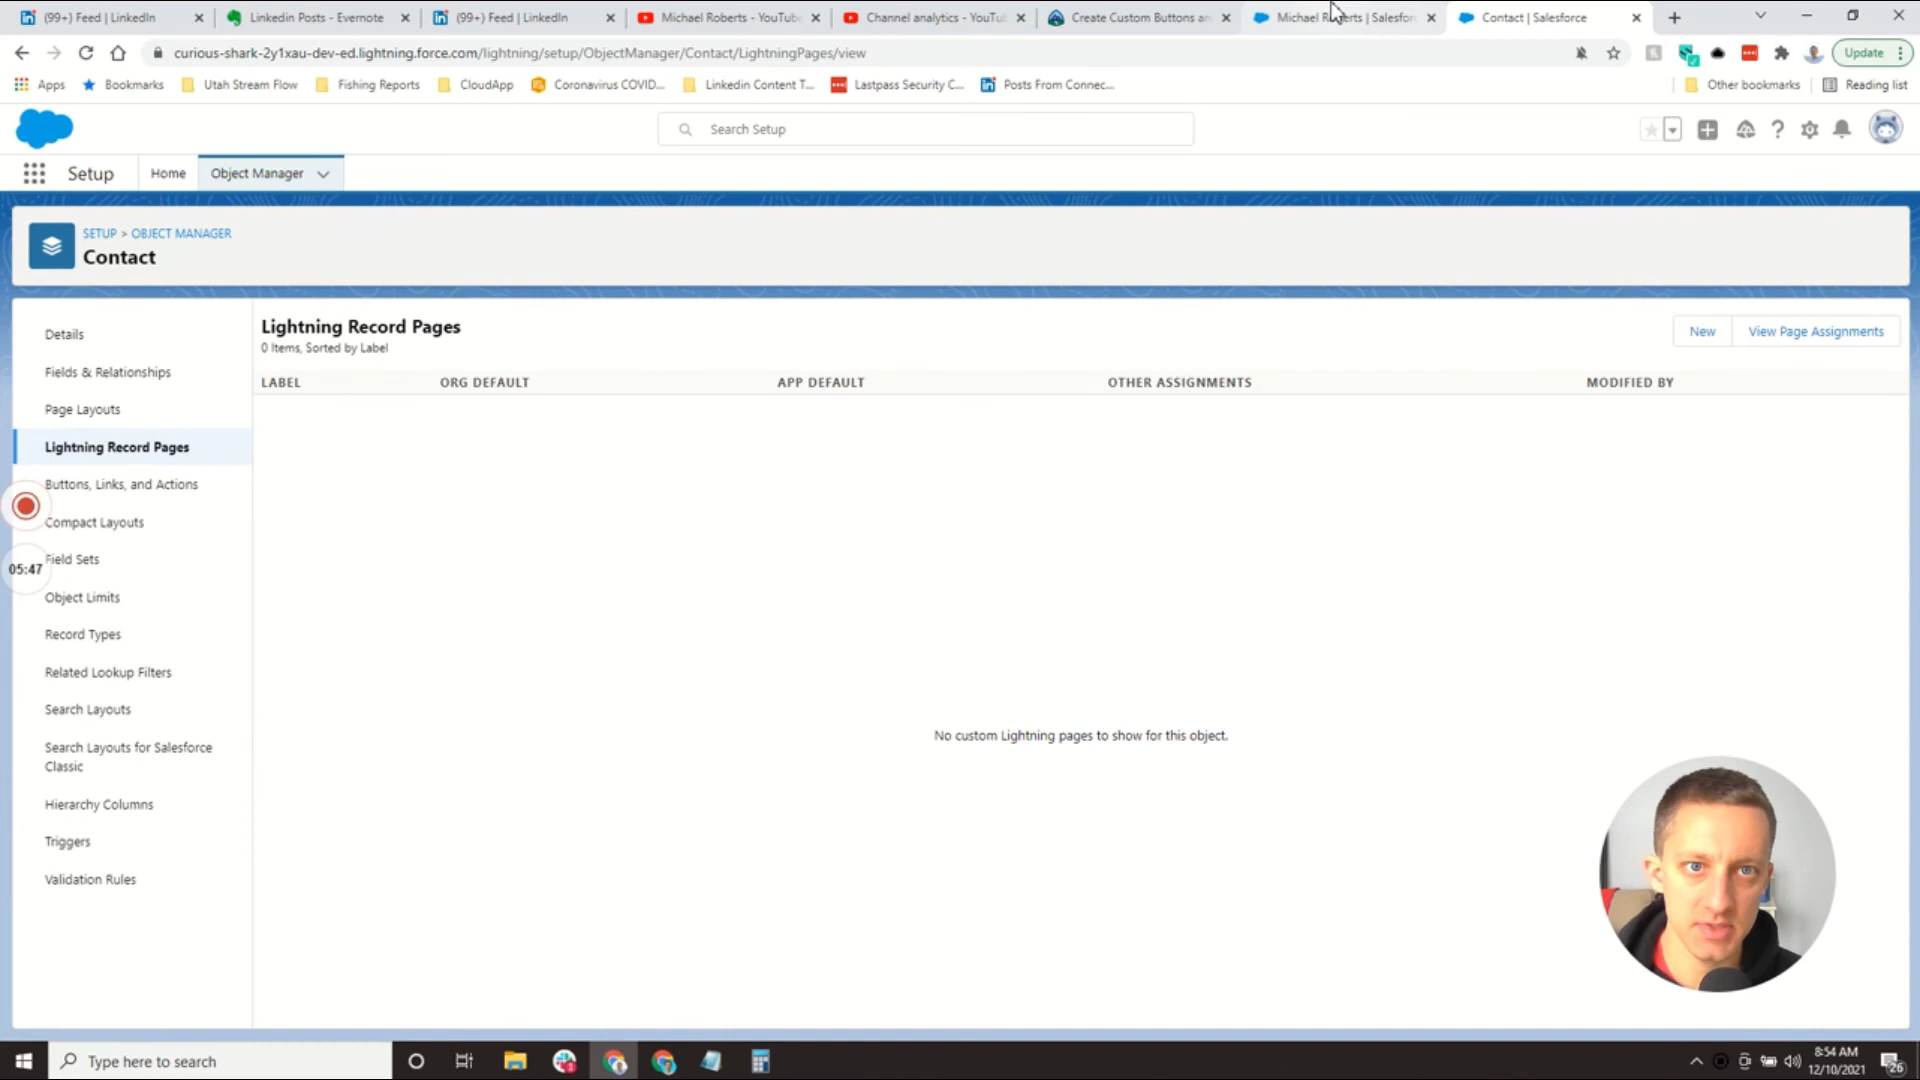 (99+) Feed | LinkedIn
Linkedin Posts - Evernote
(99+) Feed | LinkedIn
Michael Roberts - YouTube
Channel analytics - YouTu
Create Custom Buttons an
Michael Roberts | Salesfor
Contact | Salesforce
curious-shark-2y1xau-dev-ed.lightning.force.com/lightning/setup/ObjectManager/Contact/LightningPages/view
Update
Apps
Bookmarks
Utah Stream Flow
Fishing Reports
CloudApp
Coronavirus COVID...
Linkedin Content T...
Lastpass Security C...
Posts From Connec...
Other bookmarks
Reading list
Search Setup
Setup
Home
Object Manager
SETUP > OBJECT MANAGER
Contact
Details
Fields & Relationships
Page Layouts
Lightning Record Pages
Buttons, Links, and Actions
Compact Layouts
Field Sets
05:47
Object Limits
Record Types
Related Lookup Filters
Search Layouts
Search Layouts for Salesforce
Classic
Hierarchy Columns
Triggers
Validation Rules
Lightning Record Pages
0 Items, Sorted by Label
New
View Page Assignments
LABEL
ORG DEFAULT
APP DEFAULT
OTHER ASSIGNMENTS
MODIFIED BY
No custom Lightning pages to show for this object.
Type here to search
8:54 AM
12/10/2021
26